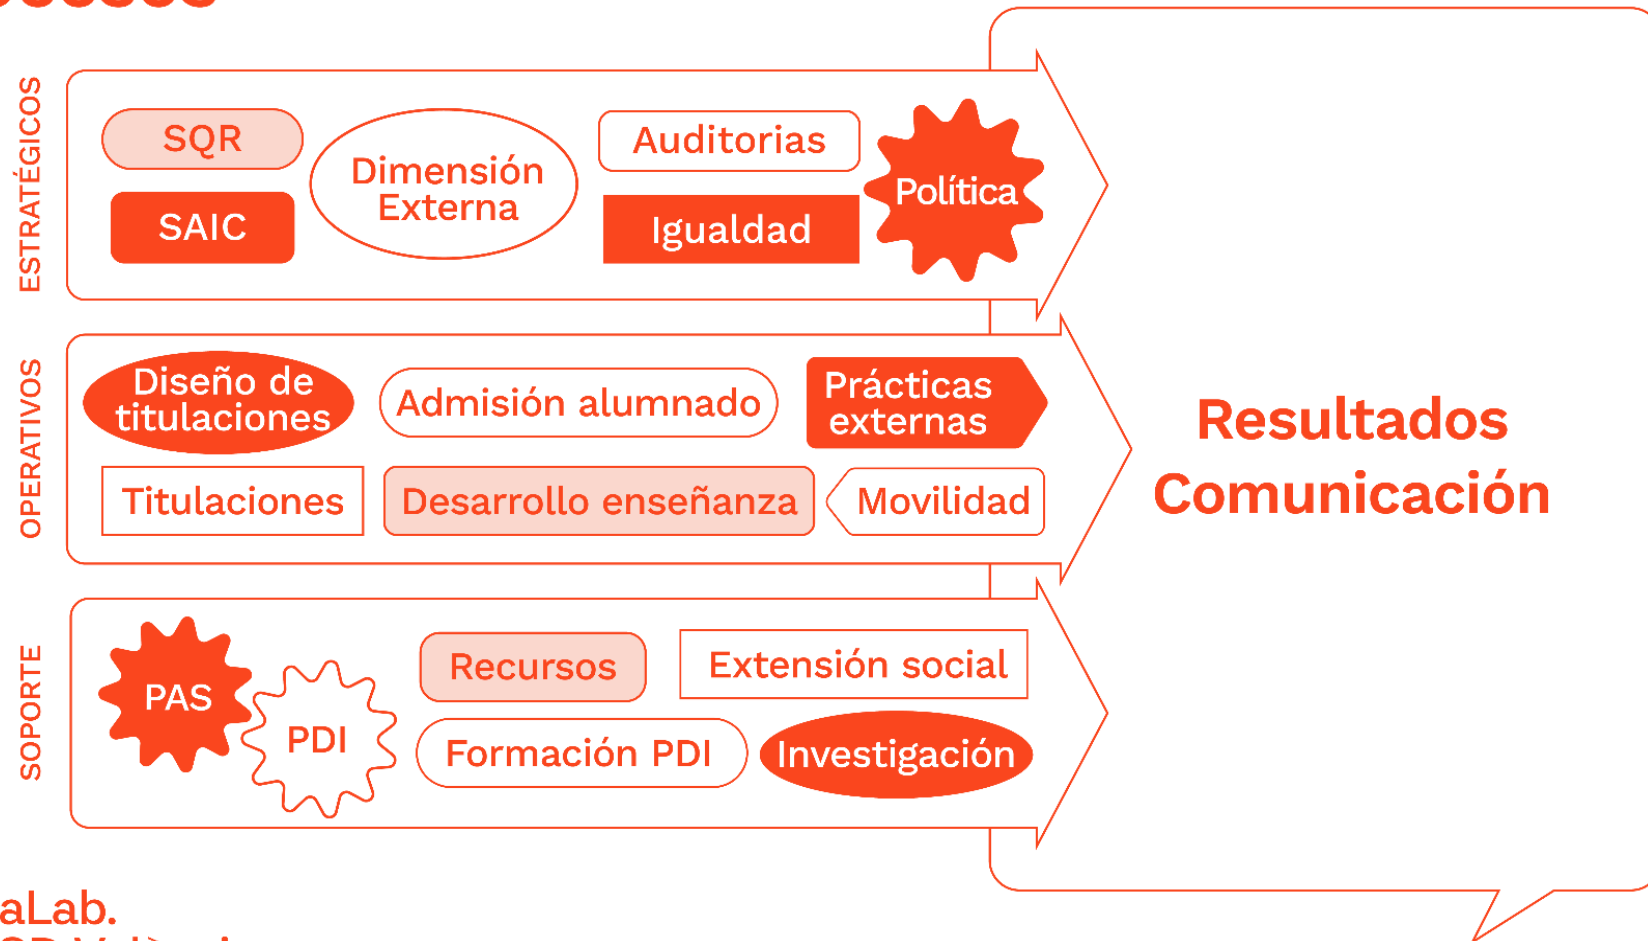 ESTRATÉGICOS
SQR
SAIC
Dimensión
Externa
Auditorias
Igualdad
Política
OPERATIVOS
Diseño de
titulaciones
Admisión alumnado
Prácticas
externas
Titulaciones
Desarrollo enseñanza
Movilidad
SOPORTE
PAS
PDI
Recursos
Extensión social
Formación PDI
Investigación
Resultados
Comunicación
aLab.